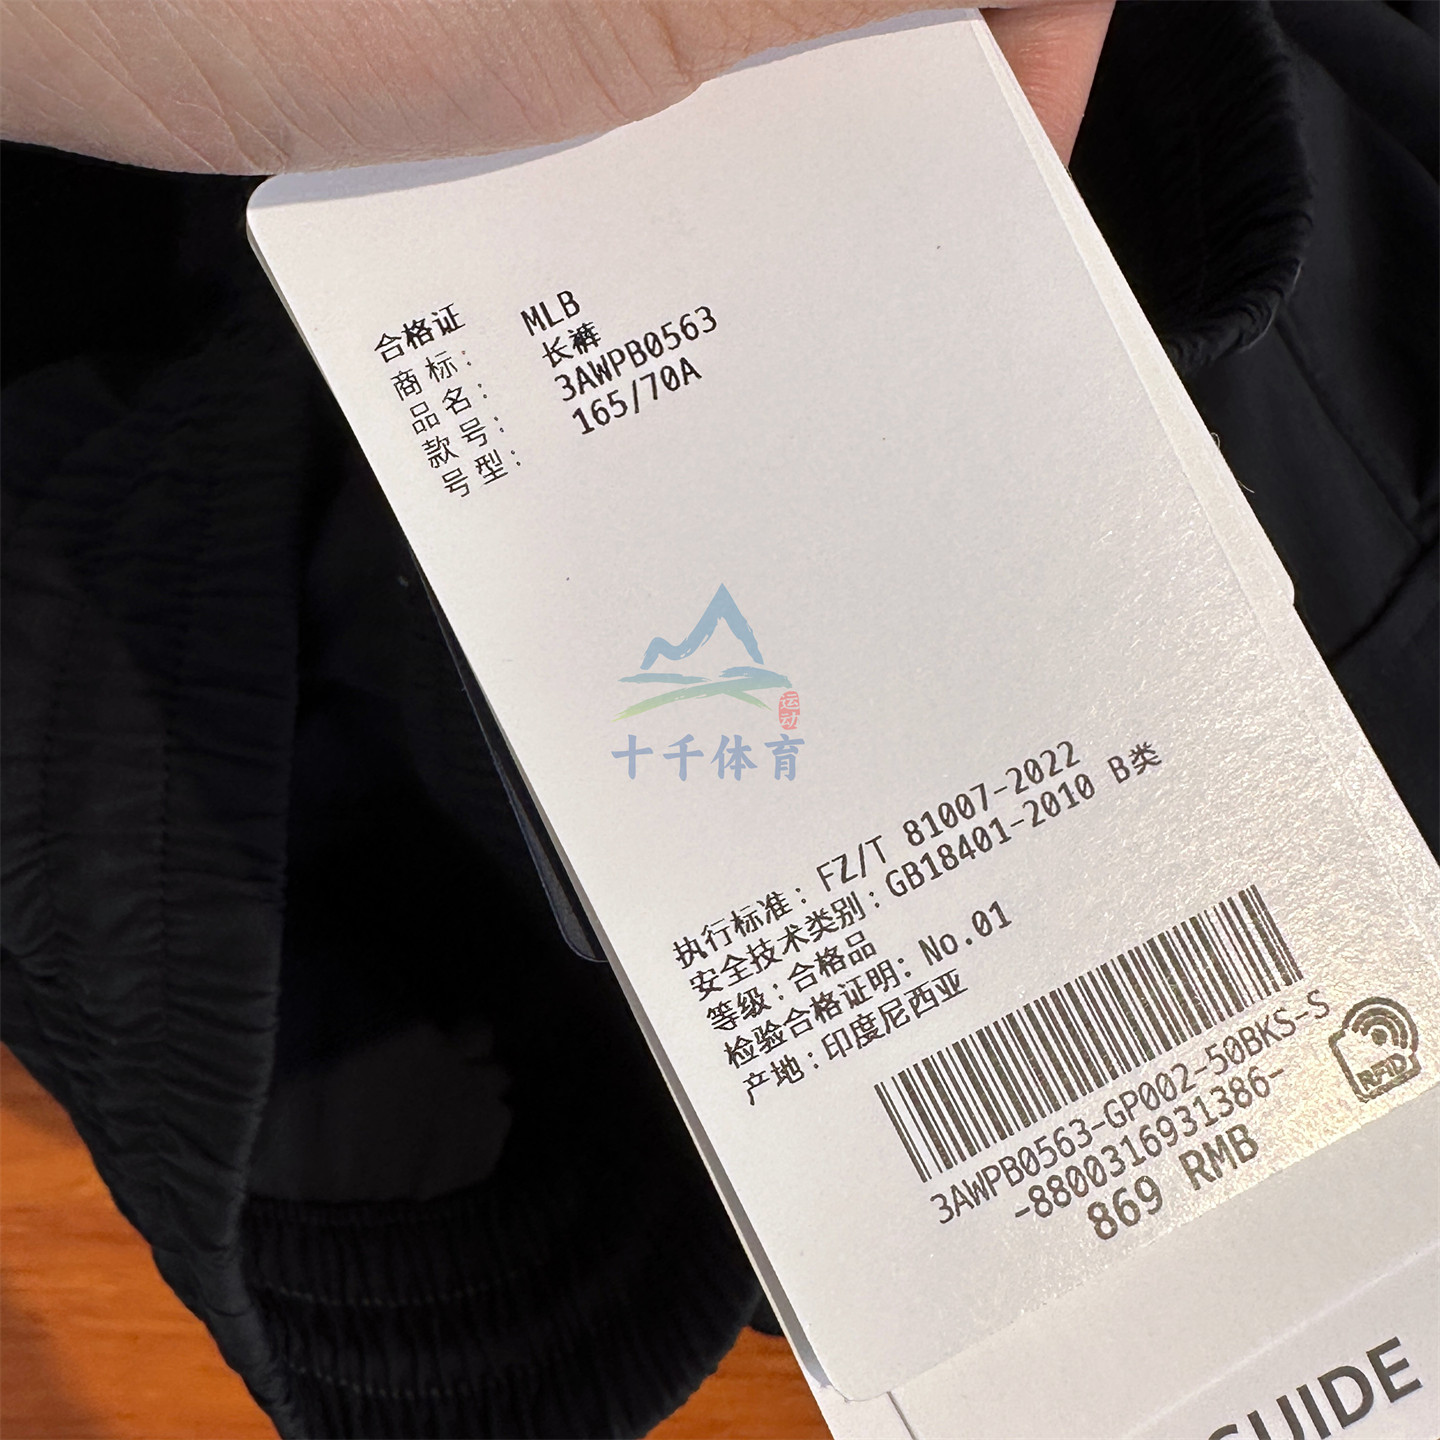 合格证
商标： MLB
品名： 长裤
款号： 3AWPB0563
号型： 165/70A
运动
十千体育
执行标准：FZ/T 81007-2022
安全技术类别：GB18401-2010 B类
等级：合格品
检验合格证明：No.01
产地：印度尼西亚
3AWPB0563-GP002-50BKS-S
-8800316931386-
869 RMB
RFID
GUIDE